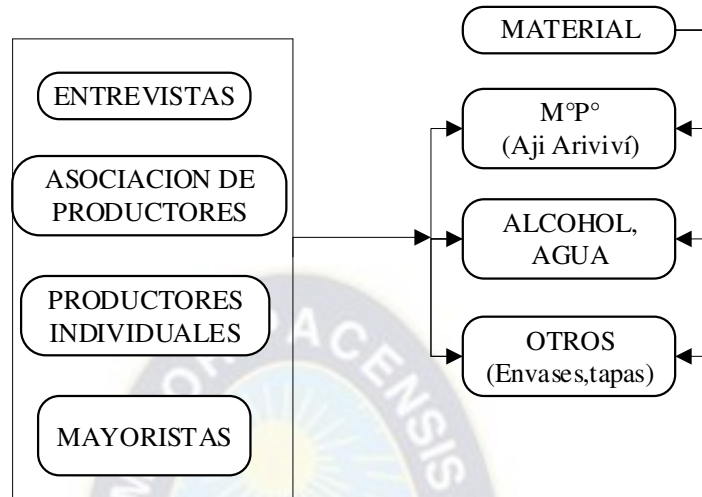 MATERIAL
ENTREVISTAS
ASOCIACION DE
PRODUCTORES
PRODUCTORES
INDIVIDUALES
MAYORISTAS
M°P°
(Aji Ariviví)
ALCOHOL,
AGUA
OTROS
(Envases,tapas)